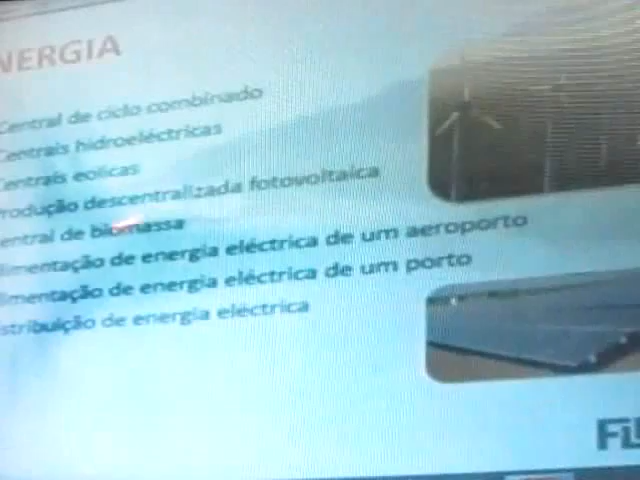 NERGIA
Central de ciclo combinado
Centrais hidroeléctricas
Centrais eolicas
rodução descentralizada fotovoltaica
entral de biomassa
limentação de energia eléctrica de um aeroporto
limentação de energia eléctrica de um porto
stribuição de energia eléctrica